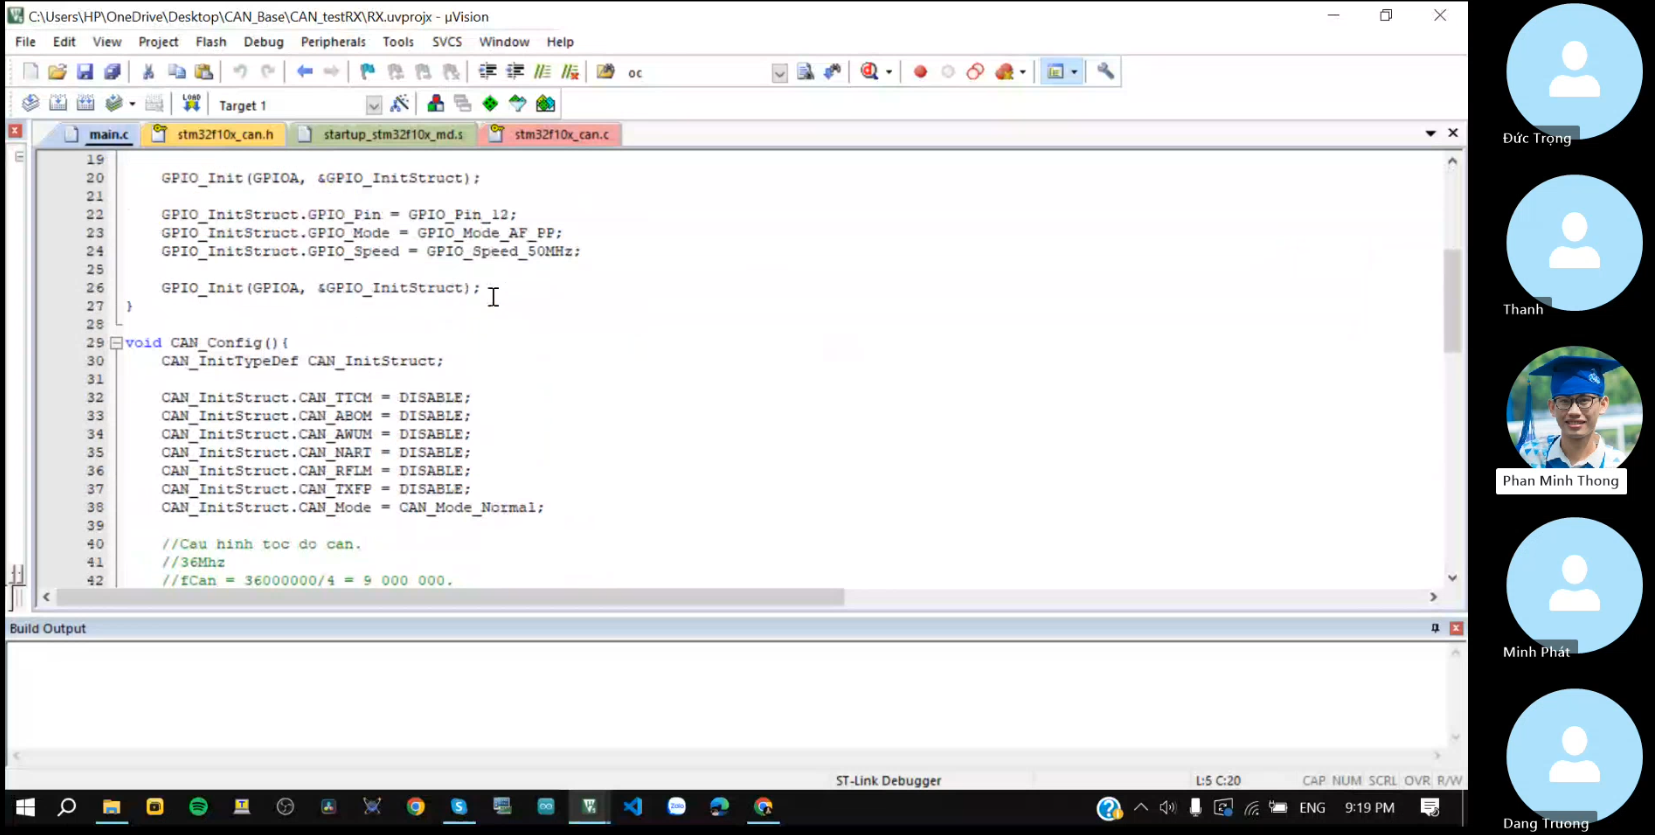 C:\Users\HP\OneDrive\Desktop\CAN_Base\CAN_testRX\RX.uvprojx - µVision
File Edit View Project Flash Debug Peripherals Tools SVCS Window Help
oc
LOAD Target 1
main.c stm32f10x_can.h startup_stm32f10x_md.s stm32f10x_can.c
19
20 GPIO_Init(GPIOA, &GPIO_InitStruct);
21
22 GPIO_InitStruct.GPIO_Pin = GPIO_Pin_12;
23 GPIO_InitStruct.GPIO_Mode = GPIO_Mode_AF_PP;
24 GPIO_InitStruct.GPIO_Speed = GPIO_Speed_50MHz;
25
26 GPIO_Init(GPIOA, &GPIO_InitStruct);
27 }
28
29 void CAN_Config(){
30 CAN_InitTypeDef CAN_InitStruct;
31
32 CAN_InitStruct.CAN_TTCM = DISABLE;
33 CAN_InitStruct.CAN_ABOM = DISABLE;
34 CAN_InitStruct.CAN_AWUM = DISABLE;
35 CAN_InitStruct.CAN_NART = DISABLE;
36 CAN_InitStruct.CAN_RFLM = DISABLE;
37 CAN_InitStruct.CAN_TXFP = DISABLE;
38 CAN_InitStruct.CAN_Mode = CAN_Mode_Normal;
39
40 //Cau hinh toc do can.
41 //36Mhz
42 //fCan = 36000000/4 = 9 000 000.
Build Output
ST-Link Debugger L:5 C:20 CAP NUM SCRL OVR R/W
Zalo
ENG 9:19 PM
Đức Trọng
Thanh
Phan Minh Thong
Minh Phát
Dang Truong